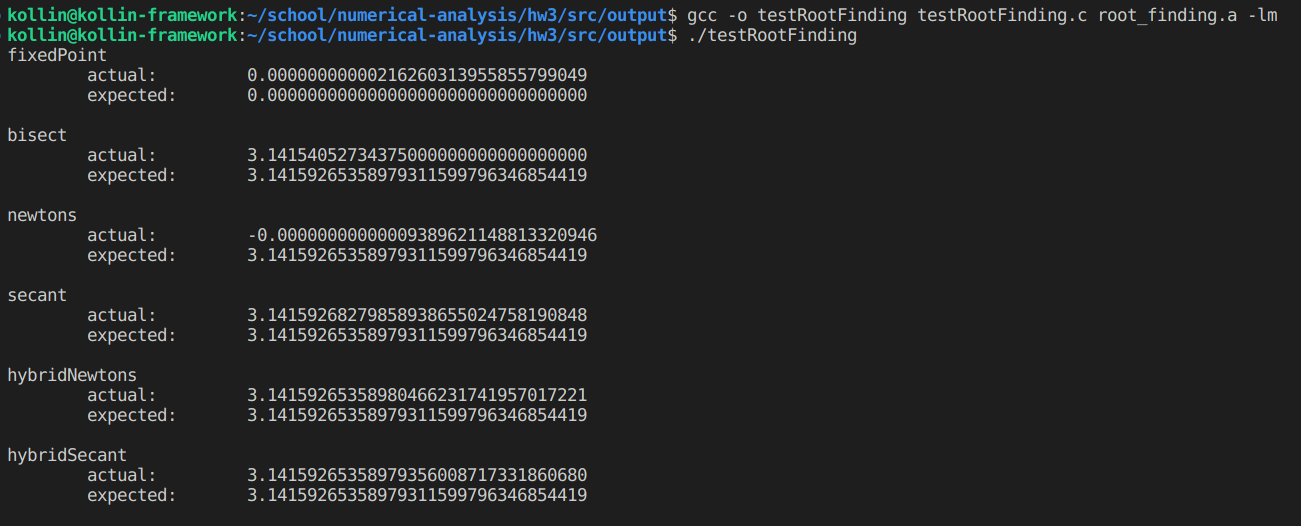 kollin@kollin-framework:~/school/numerical-analysis/hw3/src/output$ gcc -o testRootFinding testRootFinding.c root_finding.a -lm
kollin@kollin-framework:~/school/numerical-analysis/hw3/src/output$ ./testRootFinding
fixedPoint
actual: 0.0000000000021626031395585579904​9
expected: 0.00000000000000000000000000000000
bisect
actual: 3.14154052734375000000000000000000
expected: 3.14159265358979311599796346854419
newtons
actual: -0.00000000000009389621148813320946
expected: 3.14159265358979311599796346854419
secant
actual: 3.14159268279858938655024758190848
expected: 3.14159265358979311599796346854419
hybridNewtons
actual: 3.14159265358980466231741957017221
expected: 3.14159265358979311599796346854419
hybridSecant
actual: 3.14159265358979356008717331860680
expected: 3.14159265358979311599796346854419